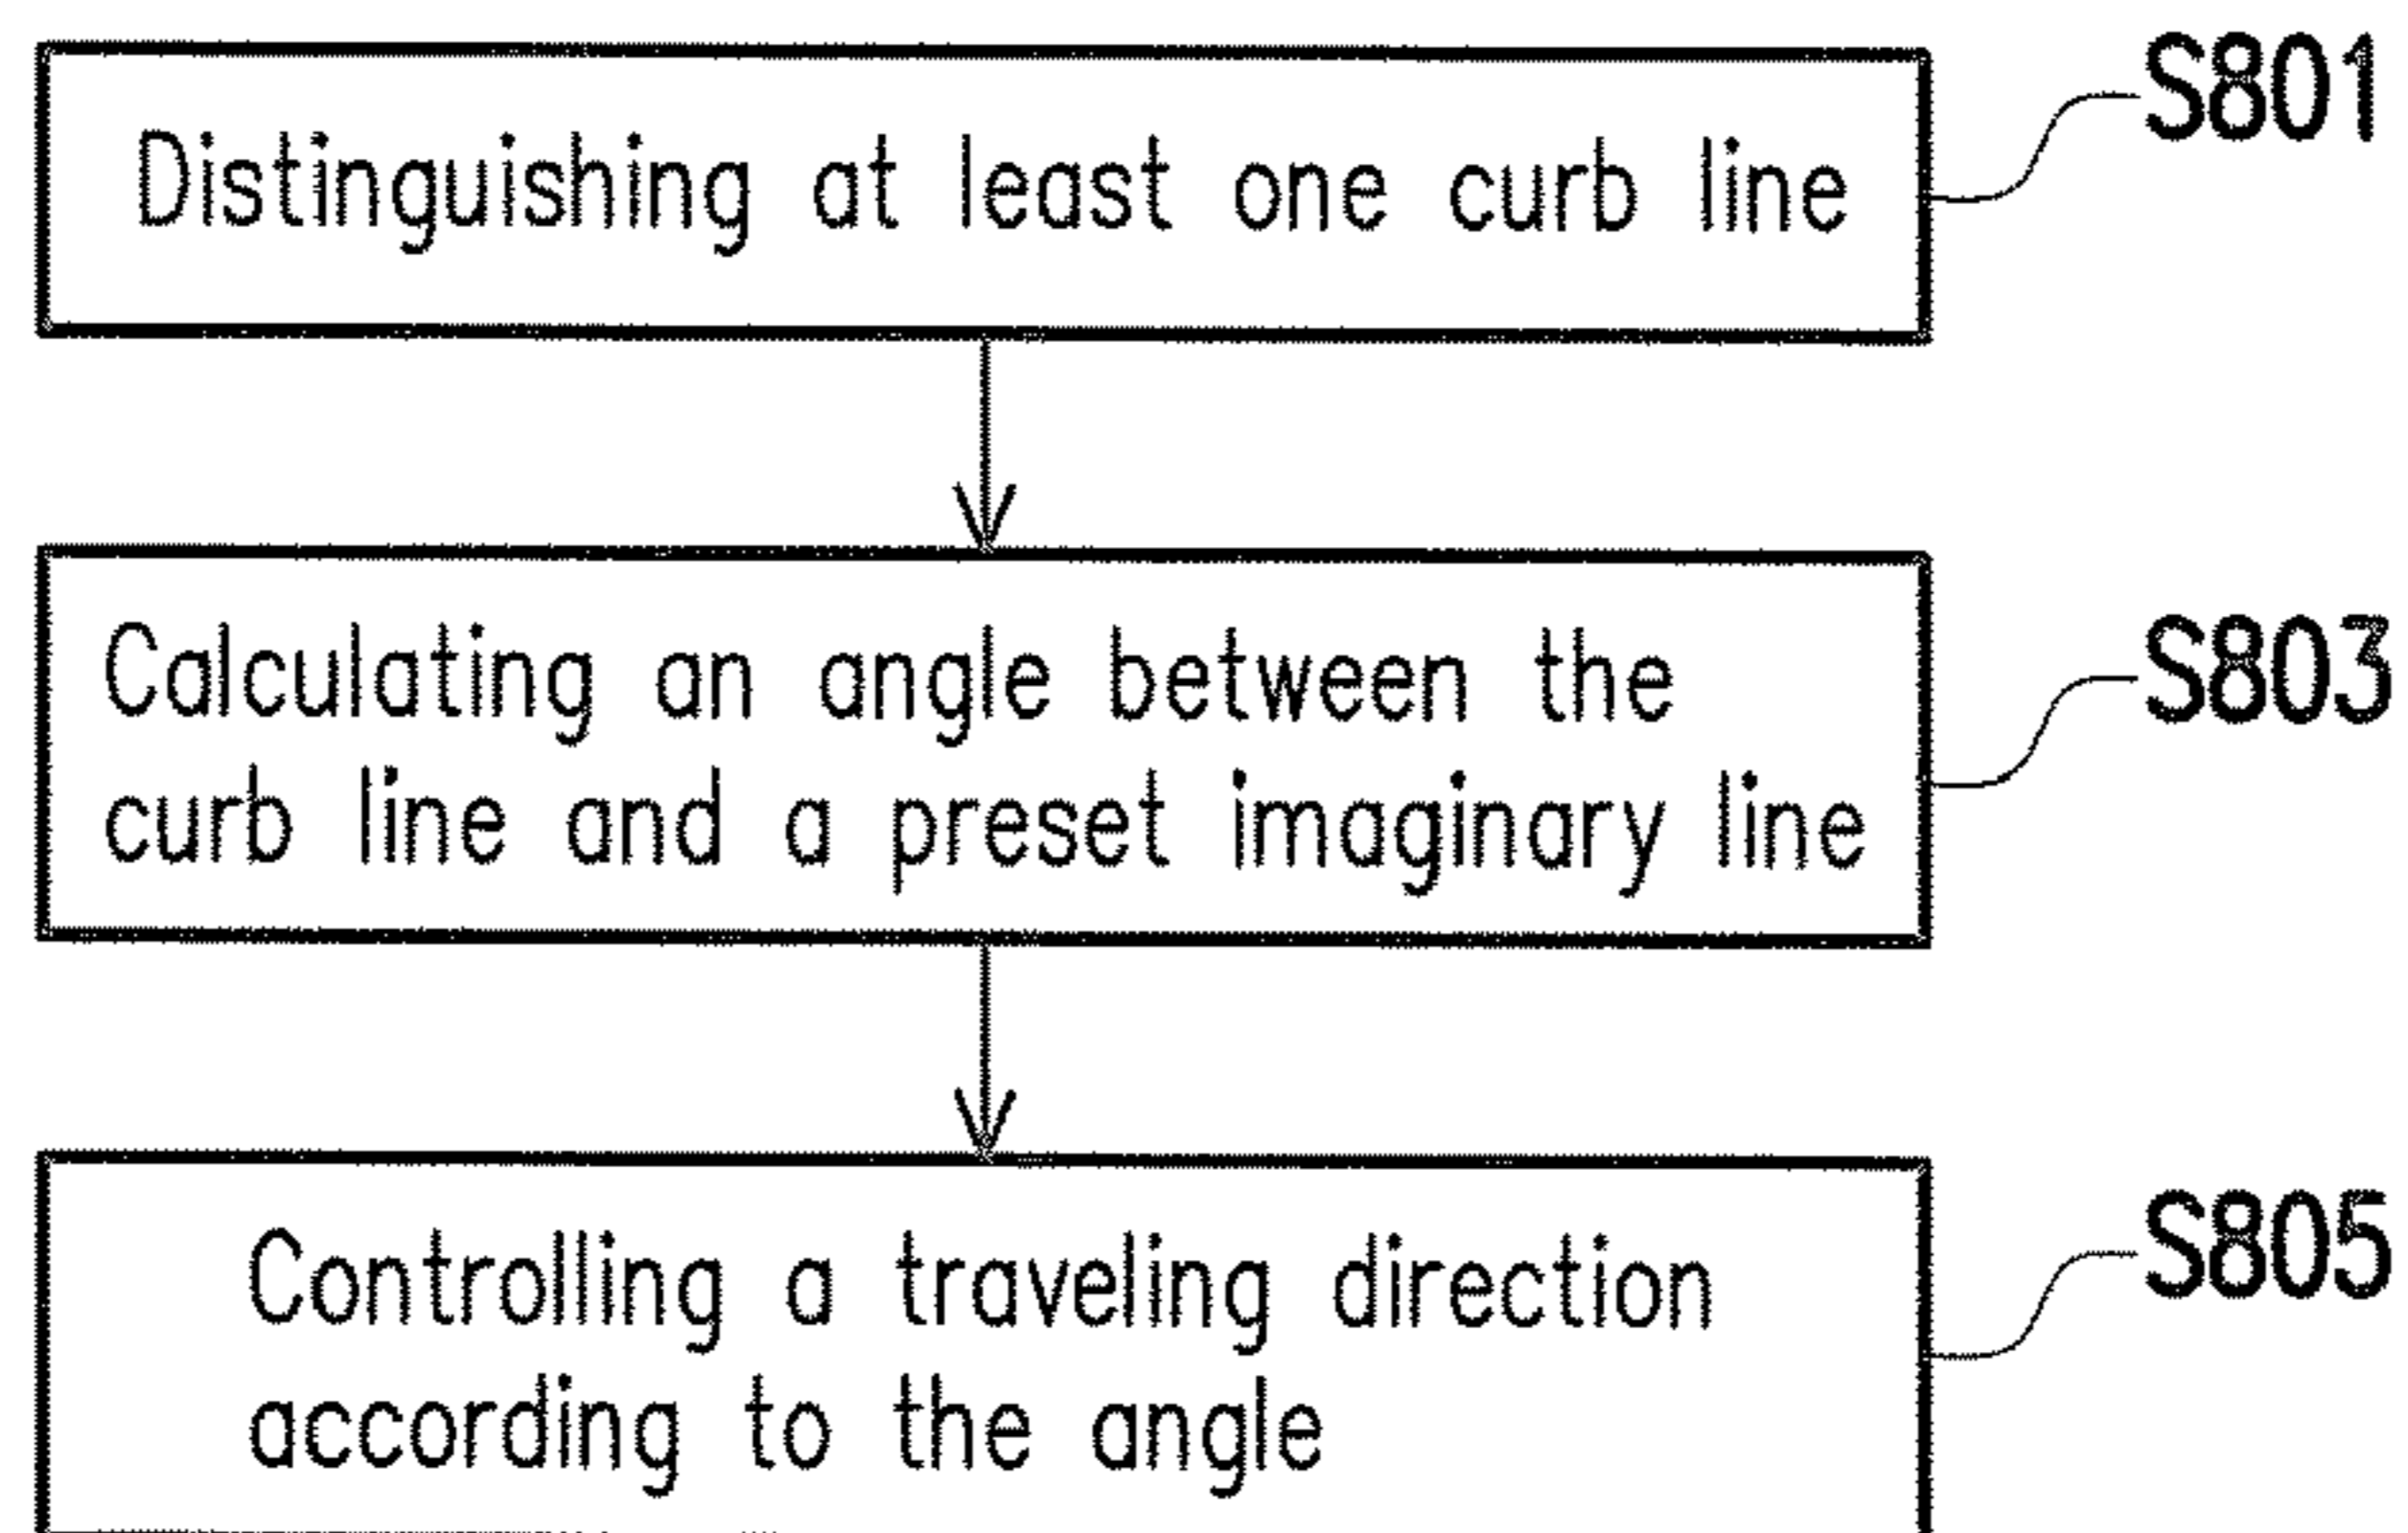 Distinguishing at least one curb line
S801
Calculating an angle between the
curb line and a preset imaginary line
S803
Controlling a traveling direction
according to the angle
S805